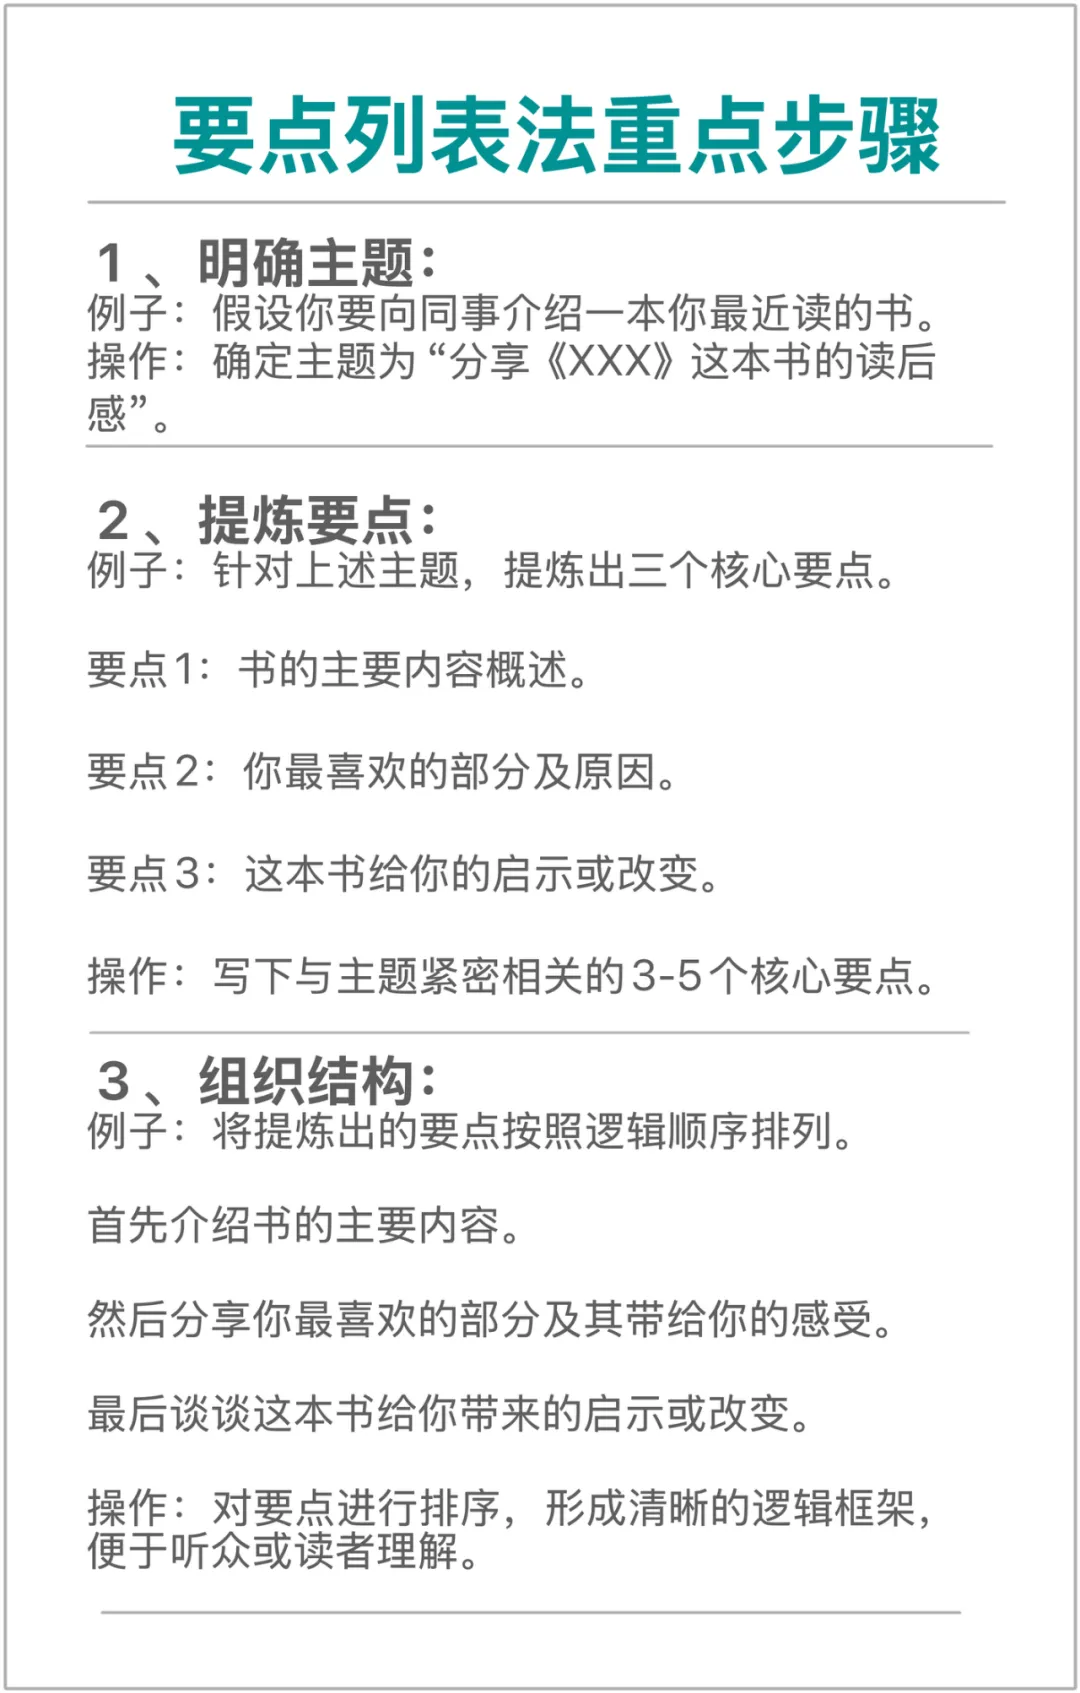 要点列表法重点步骤
1、明确主题：
例子：假设你要向同事介绍一本你最近读的书。
操作：确定主题为“分享《XXX》这本书的读后
感”。
2、提炼要点：
例子：针对上述主题，提炼出三个核心要点。
要点1：书的主要内容概述。
要点2：你最喜欢的部分及原因。
要点3：这本书给你的启示或改变。
操作：写下与主题紧密相关的3-5个核心要点。
3、组织结构：
例子：将提炼出的要点按照逻辑顺序排列。
首先介绍书的主要内容。
然后分享你最喜欢的部分及其带给你的感受。
最后谈谈这本书给你带来的启示或改变。
操作：对要点进行排序，形成清晰的逻辑框架，
便于听众或读者理解。